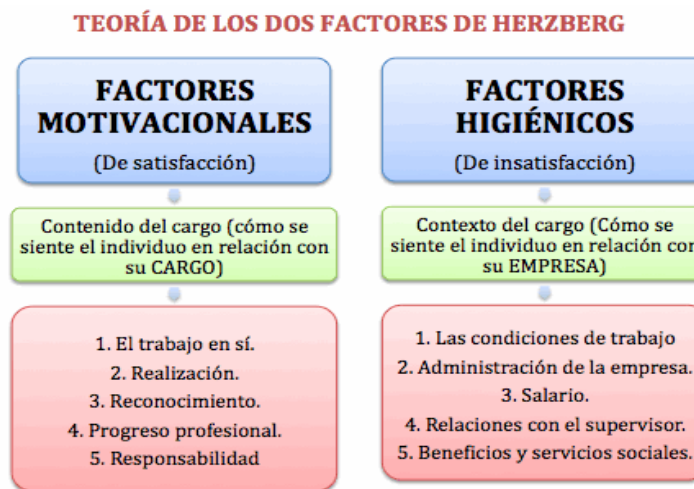 TEORÍA DE LOS DOS FACTORES DE HERZBERG
FACTORES
MOTIVACIONALES
(De satisfacción)
Contenido del cargo (cómo se
siente el individuo en relación con
su CARGO)
1. El trabajo en sí.
2. Realización.
3. Reconocimiento.
4. Progreso profesional.
5. Responsabilidad
FACTORES
HIGIÉNICOS
(De insatisfacción)
Contexto del cargo (Cómo se
siente el individuo en relación con
su EMPRESA)
1. Las condiciones de trabajo
2. Administración de la empresa.
3. Salario.
4. Relaciones con el supervisor.
5. Beneficios y servicios sociales.